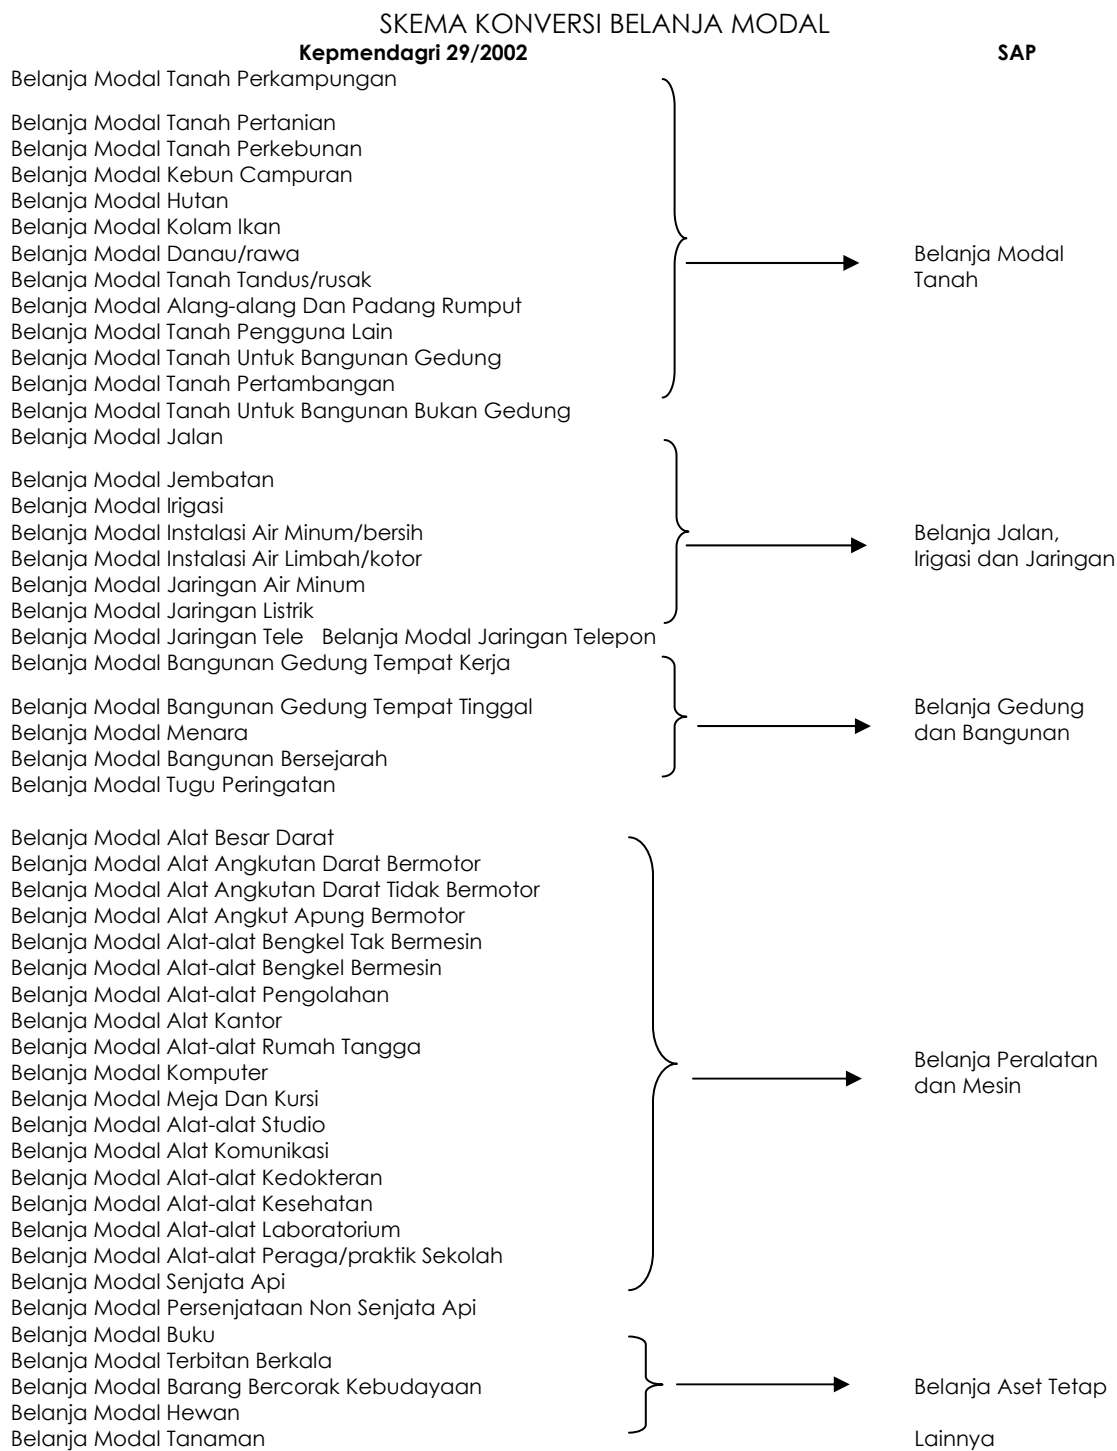 SKEMA KONVERSI BELANJA MODAL
Kepmendagri 29/2002 SAP
Belanja Modal Tanah Perkampungan
Belanja Modal Tanah Pertanian
Belanja Modal Tanah Perkebunan
Belanja Modal Kebun Campuran
Belanja Modal Hutan
Belanja Modal Kolam Ikan
Belanja Modal Danau/rawa Belanja Modal
Belanja Modal Tanah Tandus/rusak Tanah
Belanja Modal Alang-alang Dan Padang Rumput
Belanja Modal Tanah Pengguna Lain
Belanja Modal Tanah Untuk Bangunan Gedung
Belanja Modal Tanah Pertambangan
Belanja Modal Tanah Untuk Bangunan Bukan Gedung
Belanja Modal Jalan
Belanja Modal Jembatan
Belanja Modal Irigasi
Belanja Modal Instalasi Air Minum/bersih Belanja Jalan,
Belanja Modal Instalasi Air Limbah/kotor Irigasi dan Jaringan
Belanja Modal Jaringan Air Minum
Belanja Modal Jaringan Listrik
Belanja Modal Jaringan Tele Belanja Modal Jaringan Telepon
Belanja Modal Bangunan Gedung Tempat Kerja
Belanja Modal Bangunan Gedung Tempat Tinggal Belanja Gedung
Belanja Modal Menara dan Bangunan
Belanja Modal Bangunan Bersejarah
Belanja Modal Tugu Peringatan
Belanja Modal Alat Besar Darat
Belanja Modal Alat Angkutan Darat Bermotor
Belanja Modal Alat Angkutan Darat Tidak Bermotor
Belanja Modal Alat Angkut Apung Bermotor
Belanja Modal Alat-alat Bengkel Tak Bermesin
Belanja Modal Alat-alat Bengkel Bermesin
Belanja Modal Alat-alat Pengolahan
Belanja Modal Alat Kantor
Belanja Modal Alat-alat Rumah Tangga
Belanja Modal Komputer Belanja Peralatan
Belanja Modal Meja Dan Kursi dan Mesin
Belanja Modal Alat-alat Studio
Belanja Modal Alat Komunikasi
Belanja Modal Alat-alat Kedokteran
Belanja Modal Alat-alat Kesehatan
Belanja Modal Alat-alat Laboratorium
Belanja Modal Alat-alat Peraga/praktik Sekolah
Belanja Modal Senjata Api
Belanja Modal Persenjataan Non Senjata Api
Belanja Modal Buku
Belanja Modal Terbitan Berkala
Belanja Modal Barang Bercorak Kebudayaan Belanja Aset Tetap
Belanja Modal Hewan
Belanja Modal Tanaman Lainnya